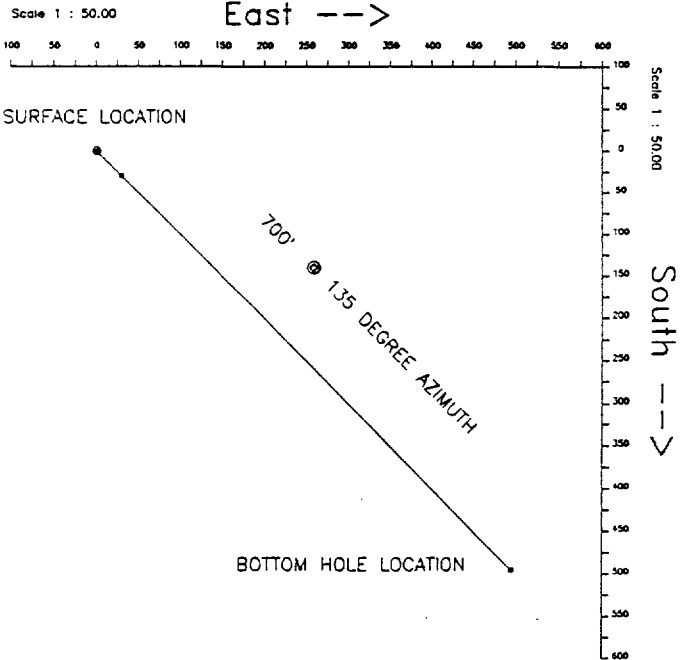 Scale 1 : 50.00
East -->
100 50 0 50 100 150 200 250 300 350 400 450 500 550 600
100
50
0
50
100
150
200
250
300
350
400
450
500
550
600
Scale 1 : 50.00
South -->
SURFACE LOCATION
700' @ 135 DEGREE AZIMUTH
BOTTOM HOLE LOCATION